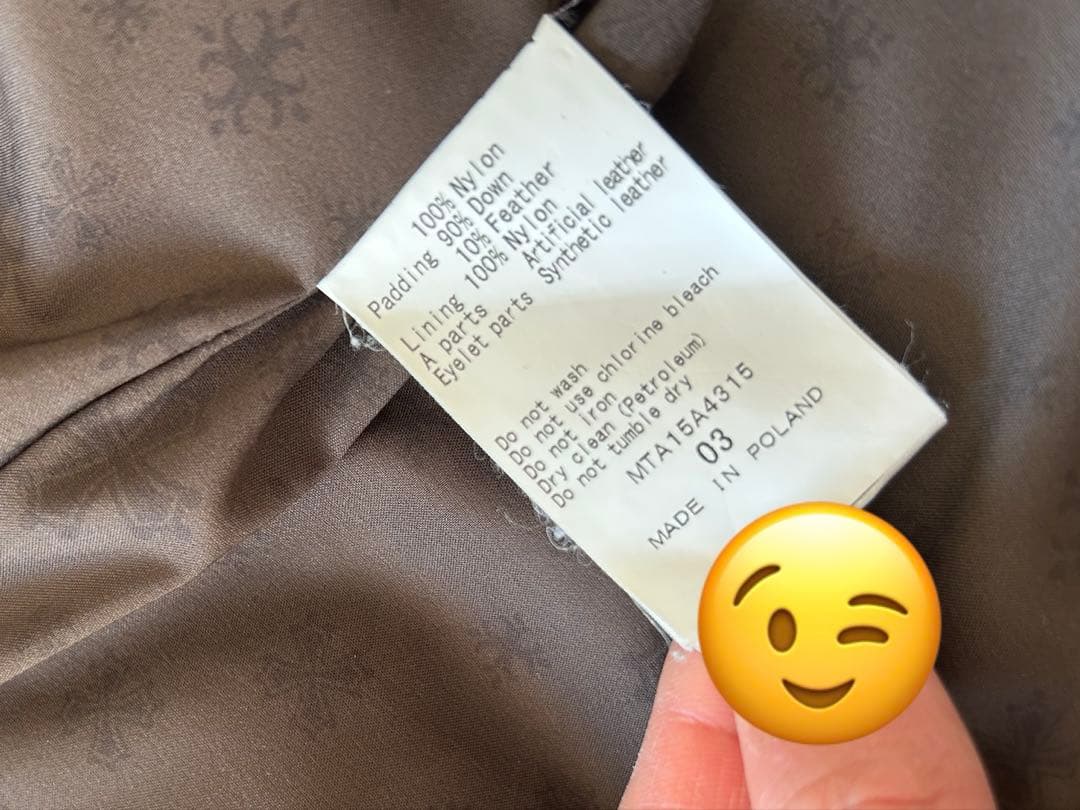 100% Nylon
Padding 90% Down
10% Feather
Lining 100% Nylon
A parts Artificial leather
Eyelet parts Synthetic leather
Do not wash
Do not use chlorine bleach
Do not iron
Dry clean (Petroleum)
Do not tumble dry
MTA15A4315
03
MADE IN POLAND